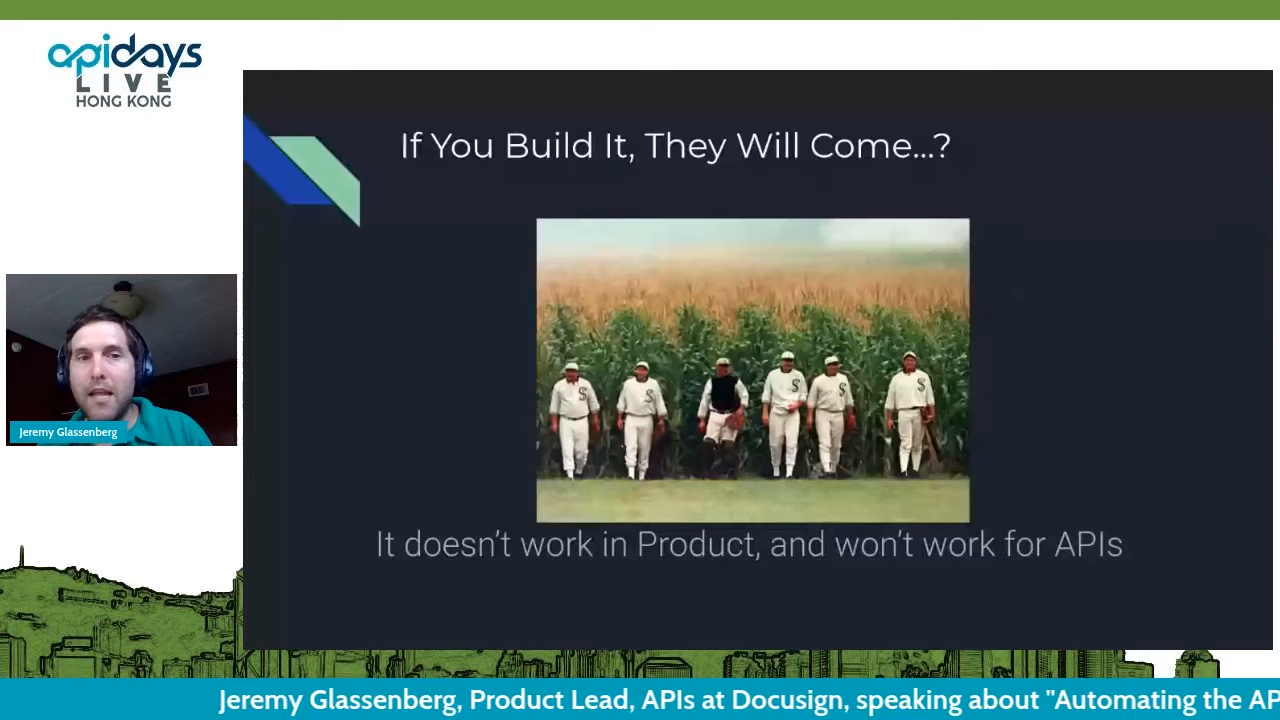 apidays
LIVE
HONG KONG
If You Build It, They Will Come...?
Jeremy Glassenberg
It doesn't work in Product, and won't work for APIs
Jeremy Glassenberg, Product Lead, APIs at Docusign, speaking about "Automating the AP